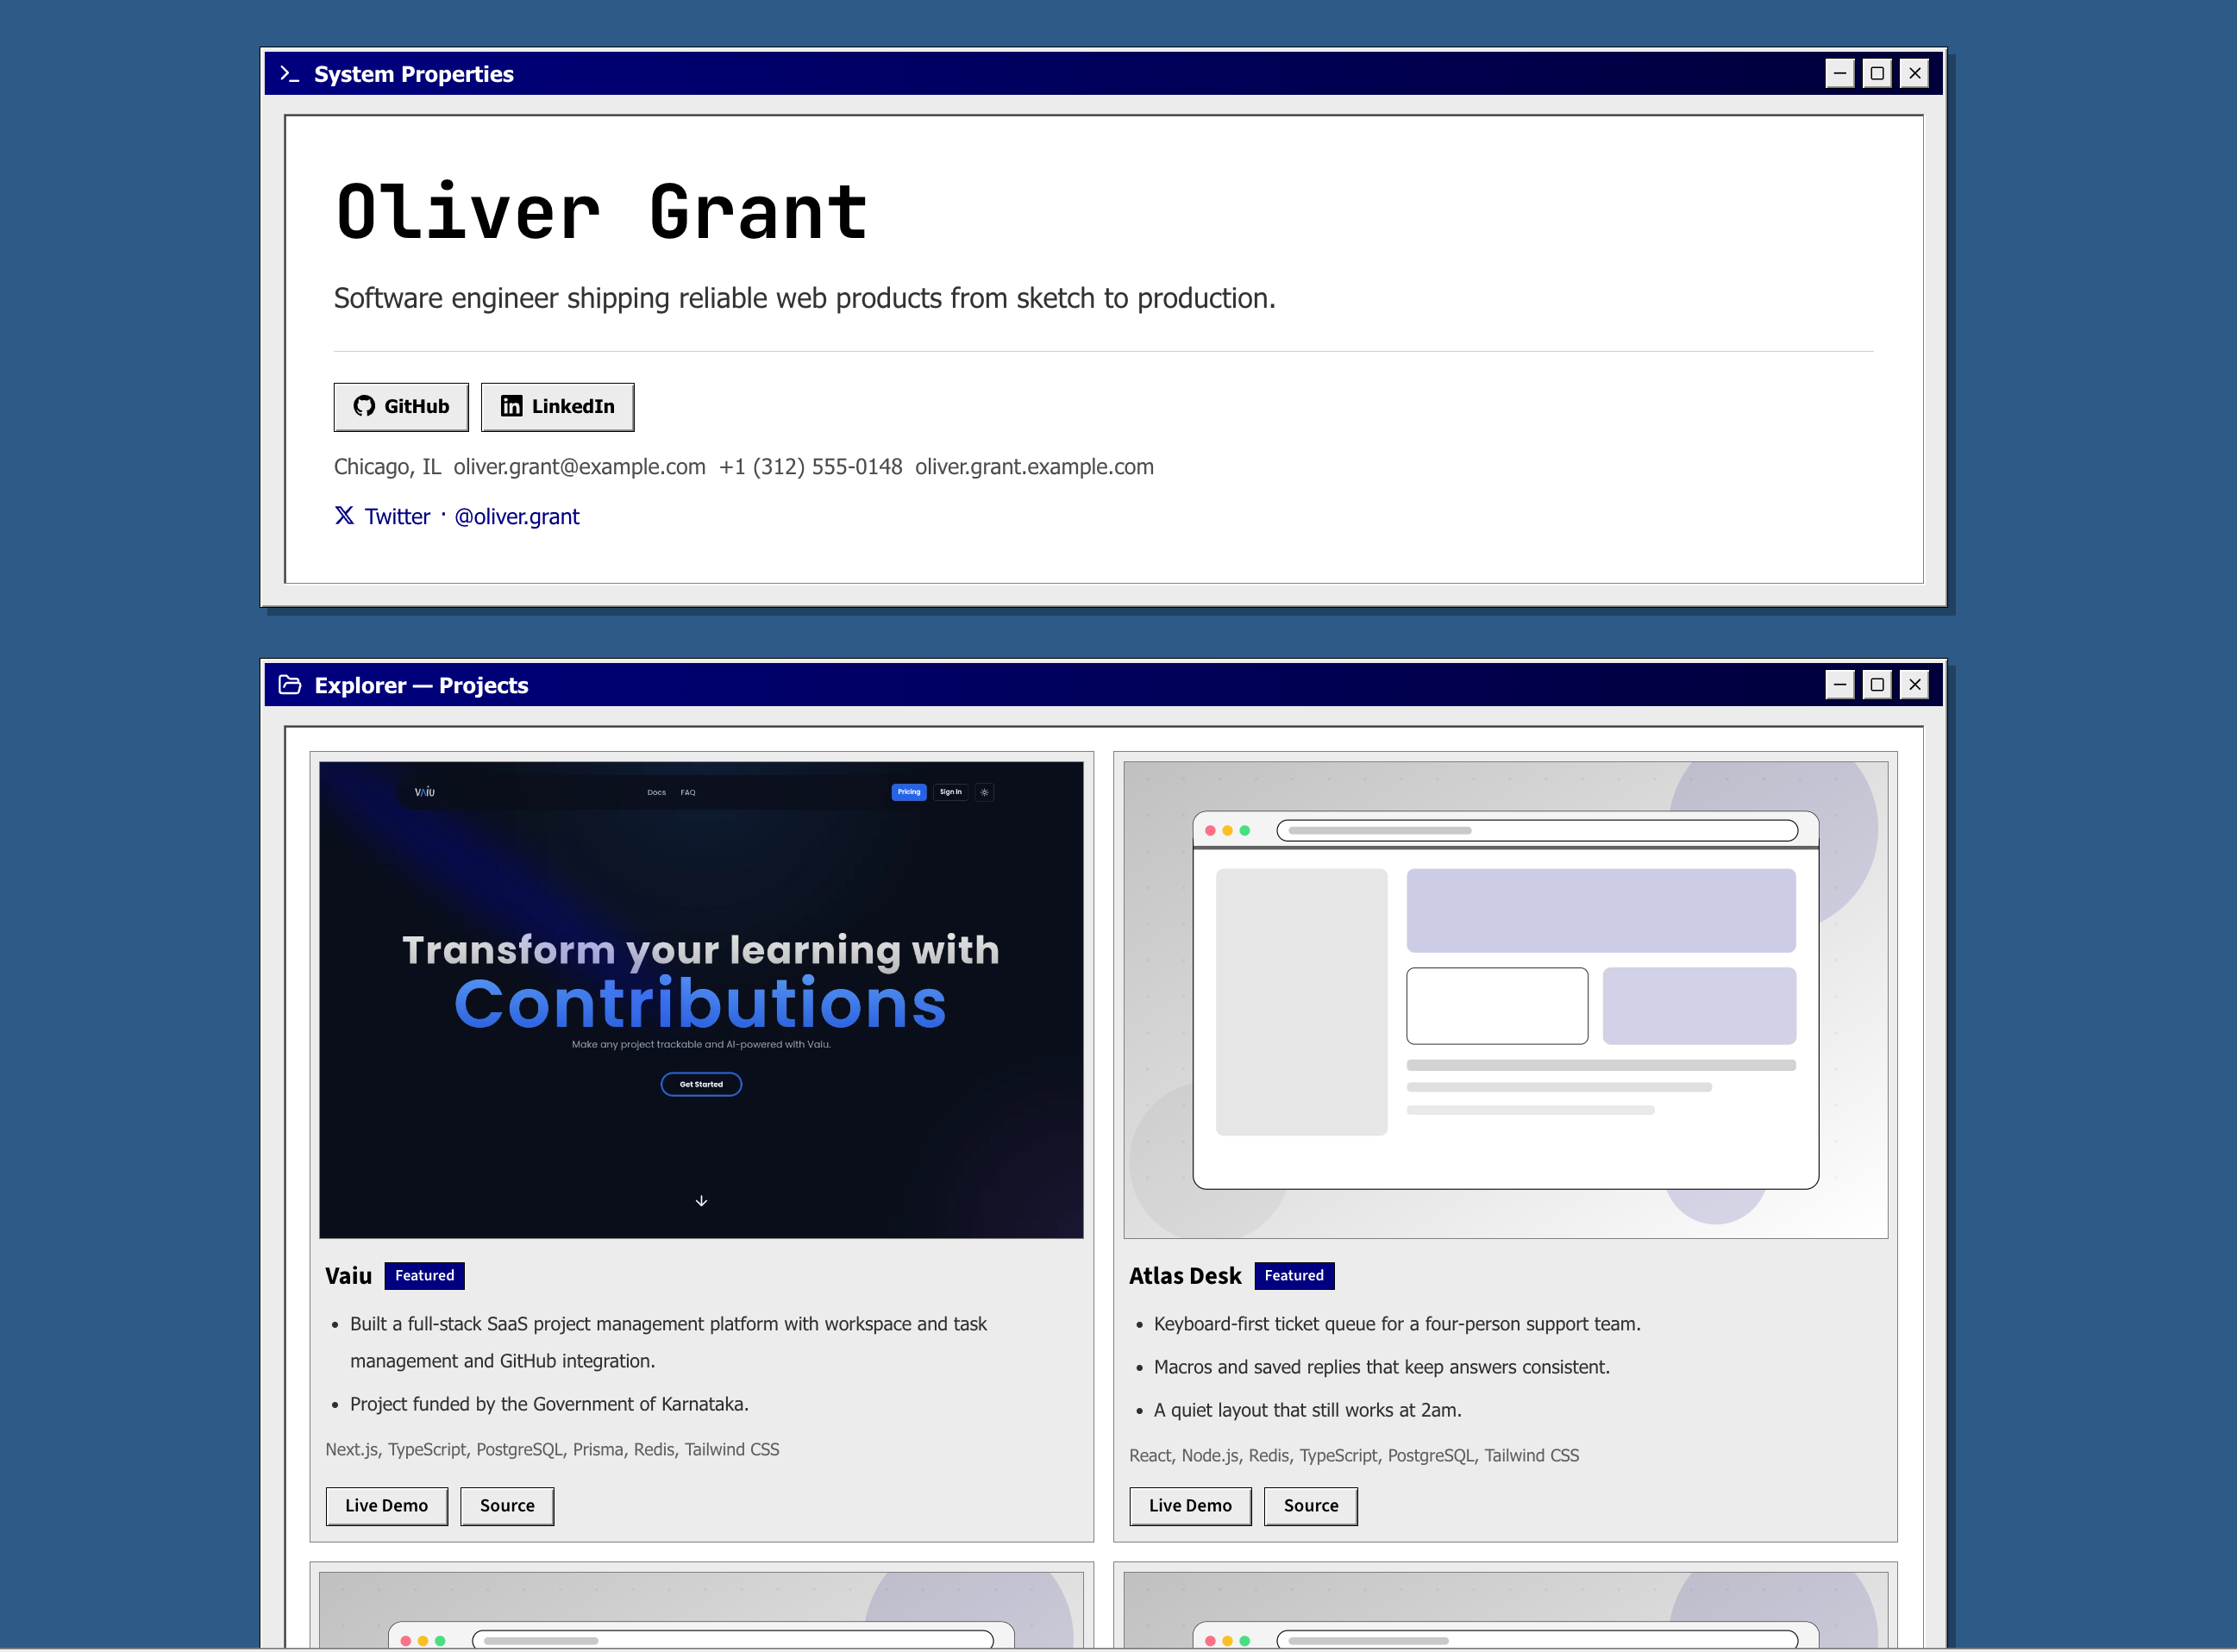 System Properties
Oliver Grant
Software engineer shipping reliable web products from sketch to production.
GitHub LinkedIn
Chicago, IL oliver.grant@example.com +1 (312) 555-0148 oliver.grant.example.com
Twitter · @oliver.grant
Explorer — Projects
VAIU Docs FAQ Pricing Sign In
Transform your learning with
Contributions
Make any project trackable and AI-powered with Vaiu.
Get Started
Vaiu Featured
• Built a full-stack SaaS project management platform with workspace and task
management and GitHub integration.
• Project funded by the Government of Karnataka.
Next.js, TypeScript, PostgreSQL, Prisma, Redis, Tailwind CSS
Live Demo Source
Atlas Desk Featured
• Keyboard-first ticket queue for a four-person support team.
• Macros and saved replies that keep answers consistent.
• A quiet layout that still works at 2am.
React, Node.js, Redis, TypeScript, PostgreSQL, Tailwind CSS
Live Demo Source